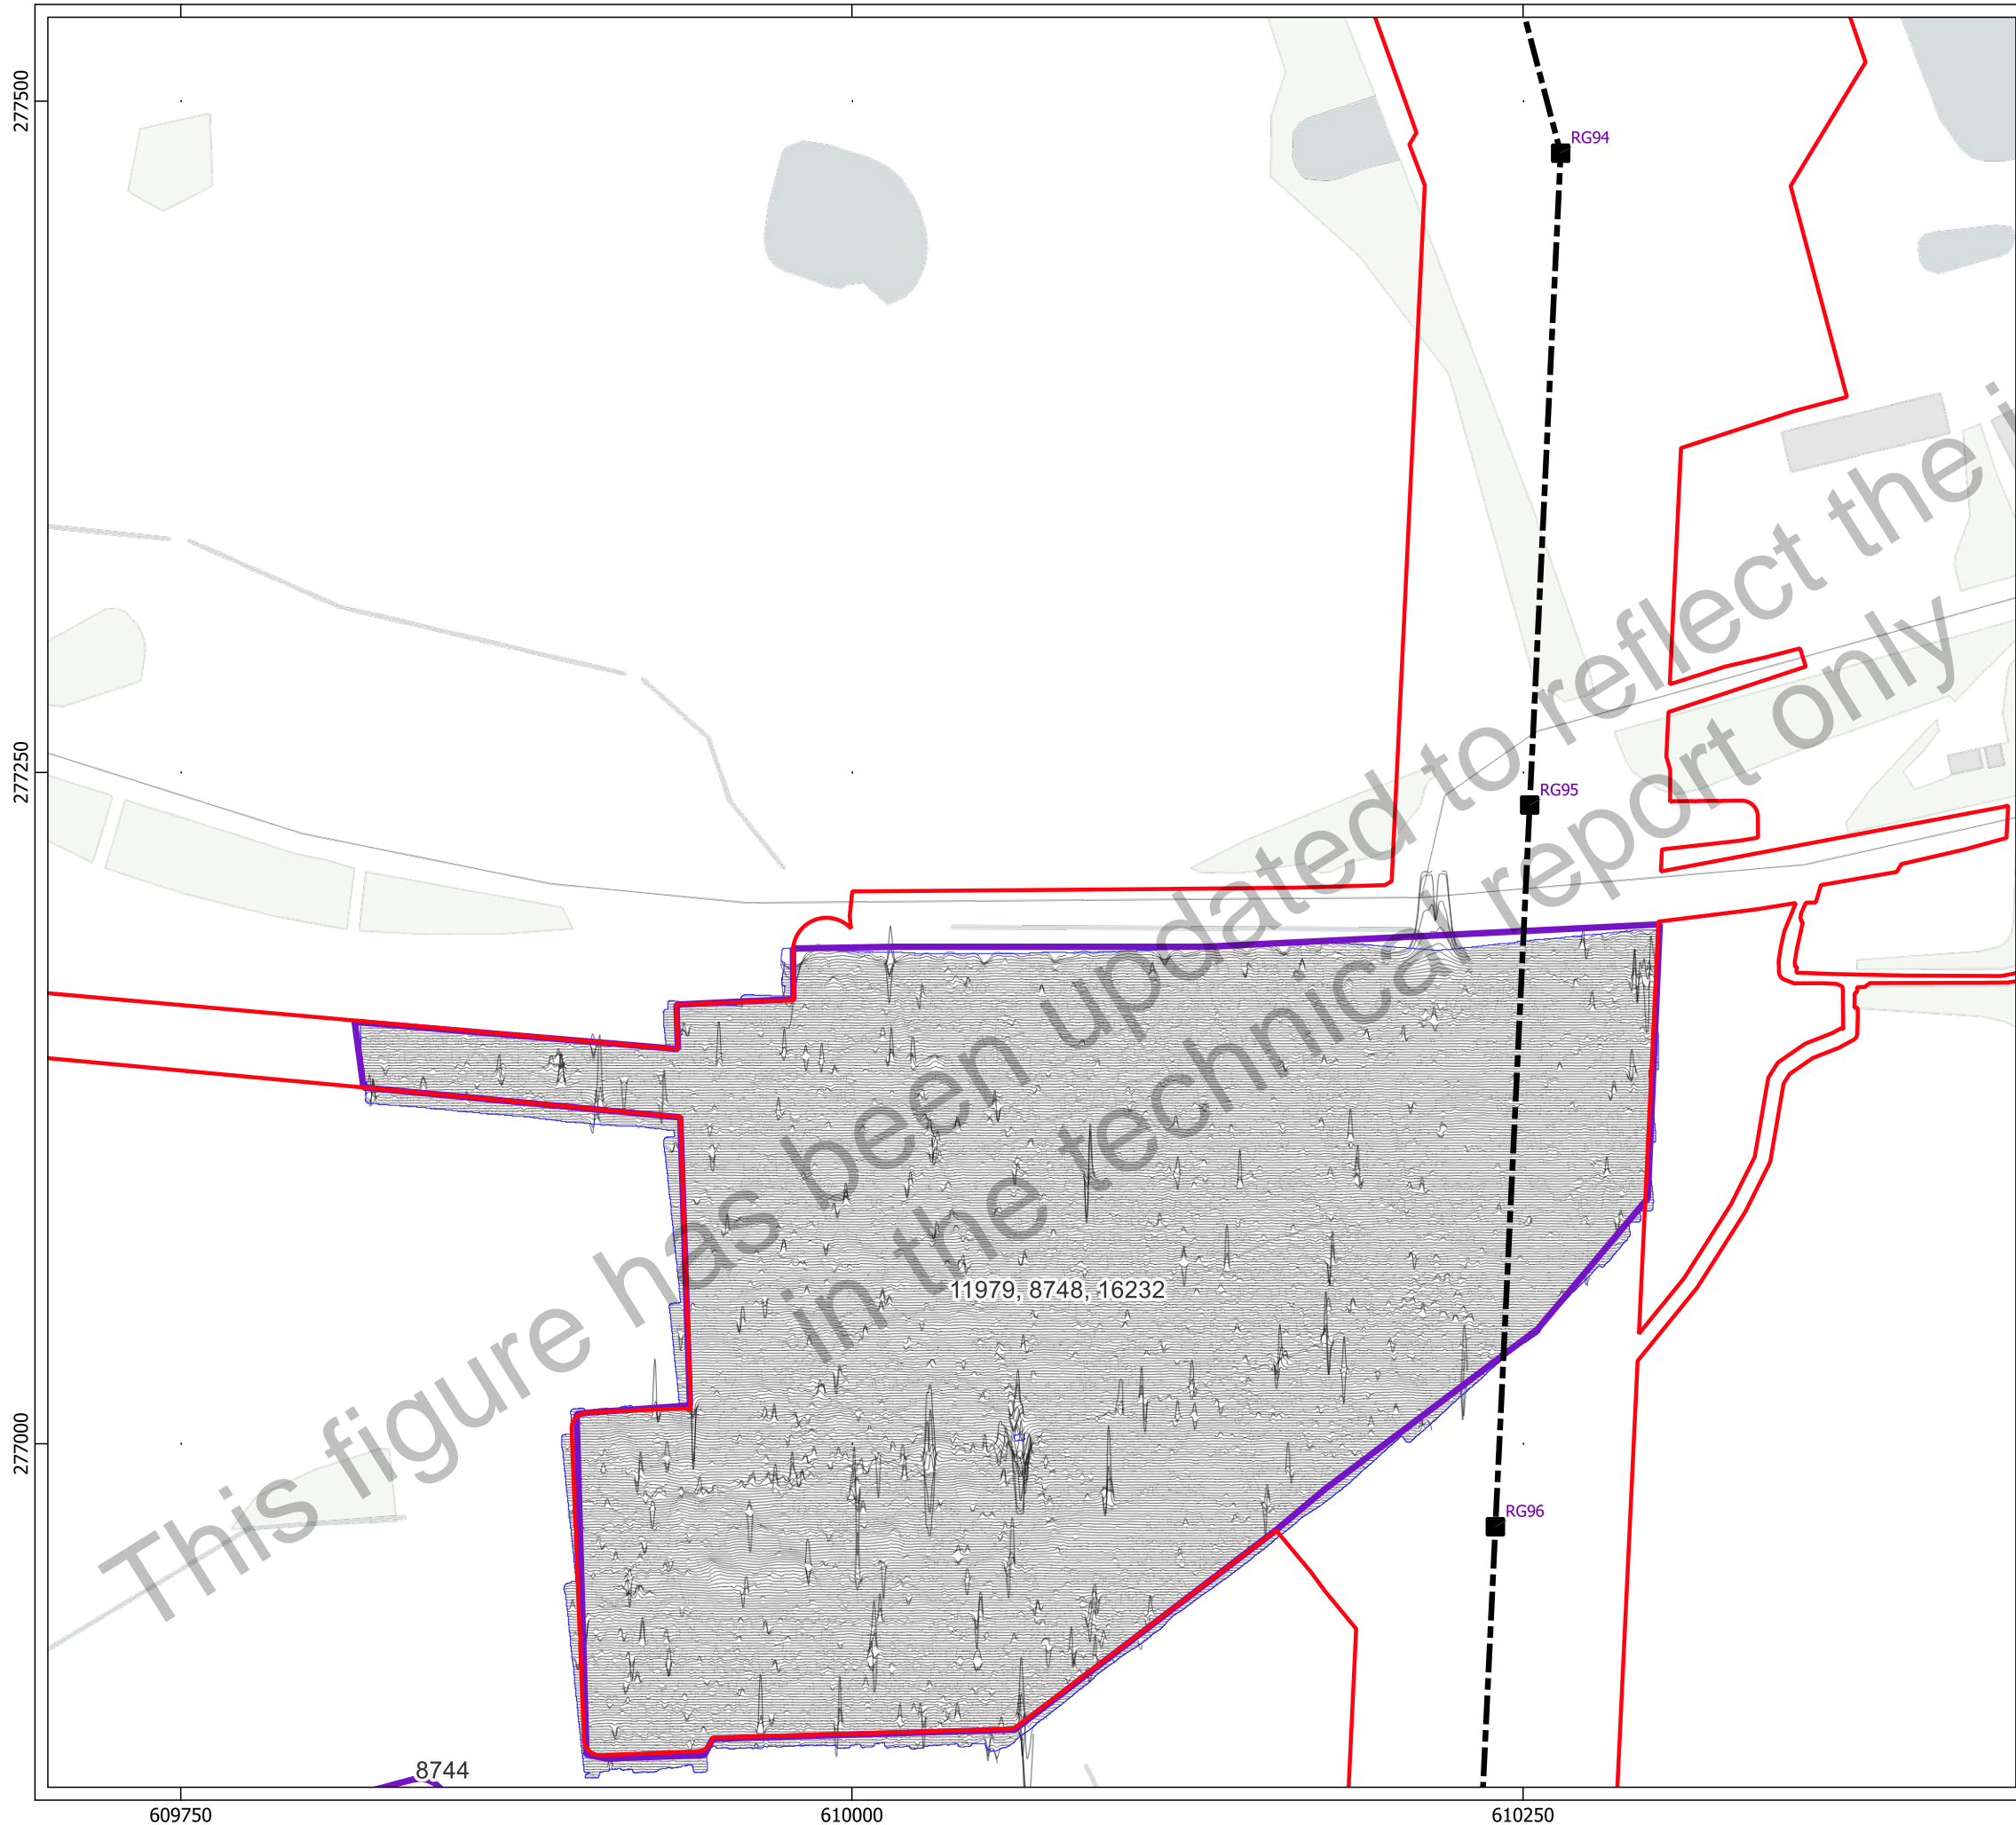 277500
RG94
277250
RG95
11979, 8748, 16232
277000
RG96
8744
609750
610000
610250
This figure has been updated to reflect the
in the technical report only